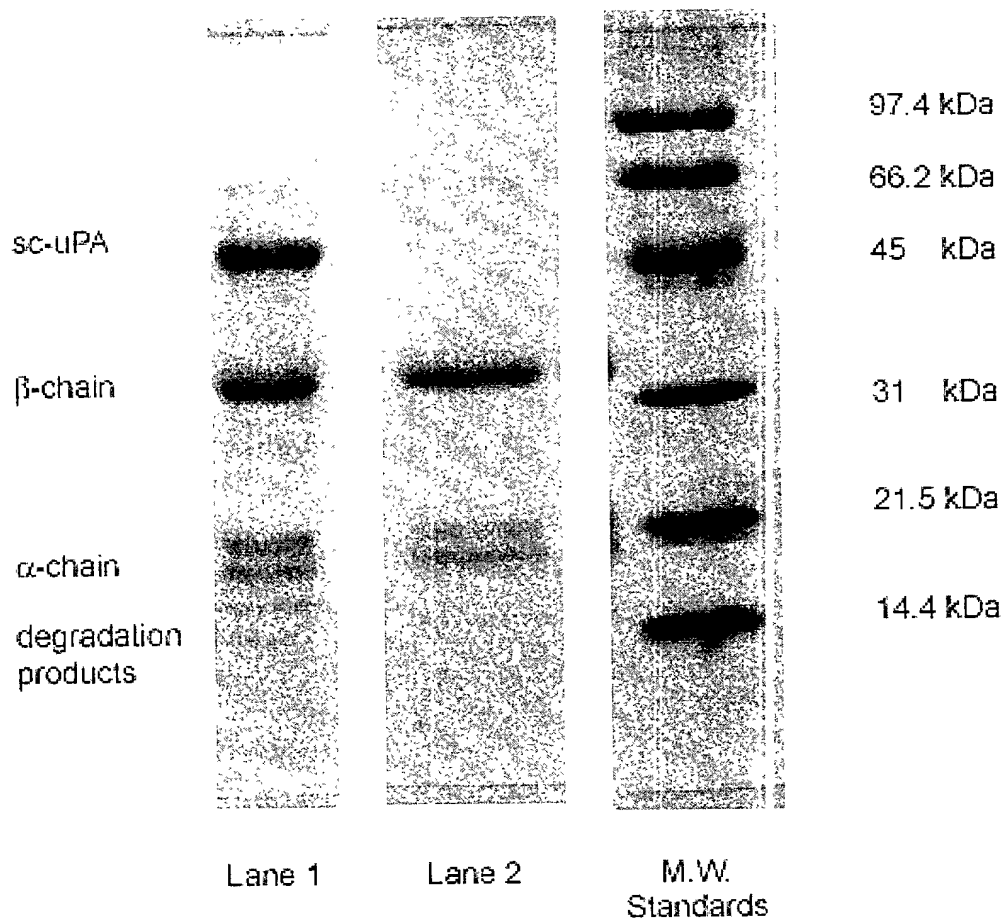 97.4 kDa
66.2 kDa
sc-uPA
45 kDa
β-chain
31 kDa
21.5 kDa
α-chain
14.4 kDa
degradation
products
Lane 1
Lane 2
M.W.
Standards